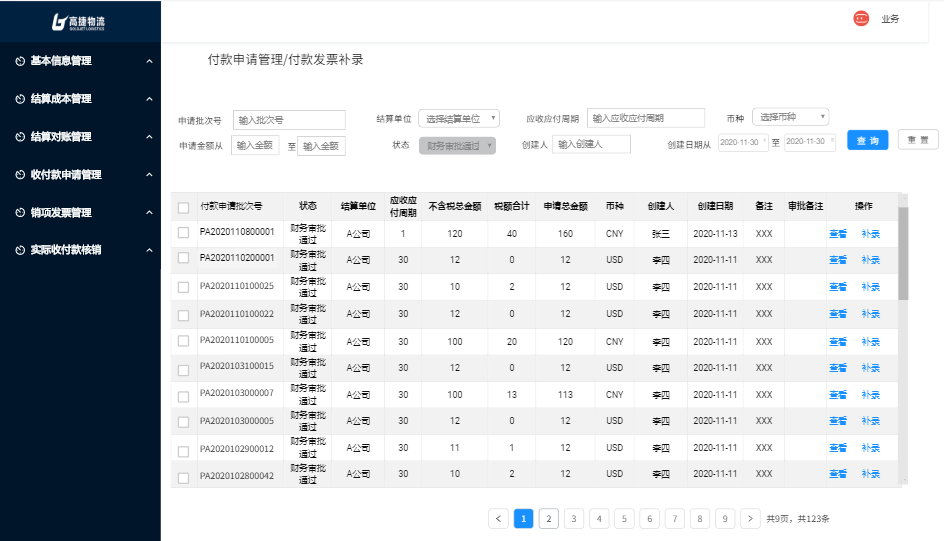 高捷物流
GOLDJET LOGISTICS
业务
基本信息管理
结算成本管理
结算对账管理
收付款申请管理
销项发票管理
实际收付款核销
付款申请管理/付款发票补录
申请批次号 输入批次号 结算单位 选择结算单位 应收应付周期 输入应收应付周期 币种 选择币种
申请金额从 输入全额 至 输入全额 状态 财务审批通过 创建人 输入创建人 创建日期从 2020-11-30 至 2020-11-30 查 询 重 置
付款申请批次号 状态 结算单位 应收应付周期 不含税总金额 税额合计 申请总金额 币种 创建人 创建日期 备注 审批备注 操作
PA2020110800001 财务审批通过 A公司 1 120 40 160 CNY 张三 2020-11-13 XXX 查看 补录
PA2020110200001 财务审批通过 A公司 30 12 0 12 USD 李四 2020-11-11 XXX 查看 补录
PA2020110100025 财务审批通过 A公司 30 10 2 12 USD 李四 2020-11-11 XXX 查看 补录
PA2020110100022 财务审批通过 A公司 30 12 0 12 USD 李四 2020-11-11 XXX 查看 补录
PA2020110100005 财务审批通过 A公司 30 100 20 120 CNY 李四 2020-11-11 XXX 查看 补录
PA2020103100015 财务审批通过 A公司 30 12 0 12 USD 李四 2020-11-11 XXX 查看 补录
PA2020103000007 财务审批通过 A公司 30 100 13 113 CNY 李四 2020-11-11 XXX 查看 补录
PA2020103000005 财务审批通过 A公司 30 12 0 12 USD 李四 2020-11-11 XXX 查看 补录
PA2020102900012 财务审批通过 A公司 30 11 1 12 USD 李四 2020-11-11 XXX 查看 补录
PA2020102800042 财务审批通过 A公司 30 10 2 12 USD 李四 2020-11-11 XXX 查看 补录
< 1 2 3 4 5 6 7 8 9 > 共9页，共123条